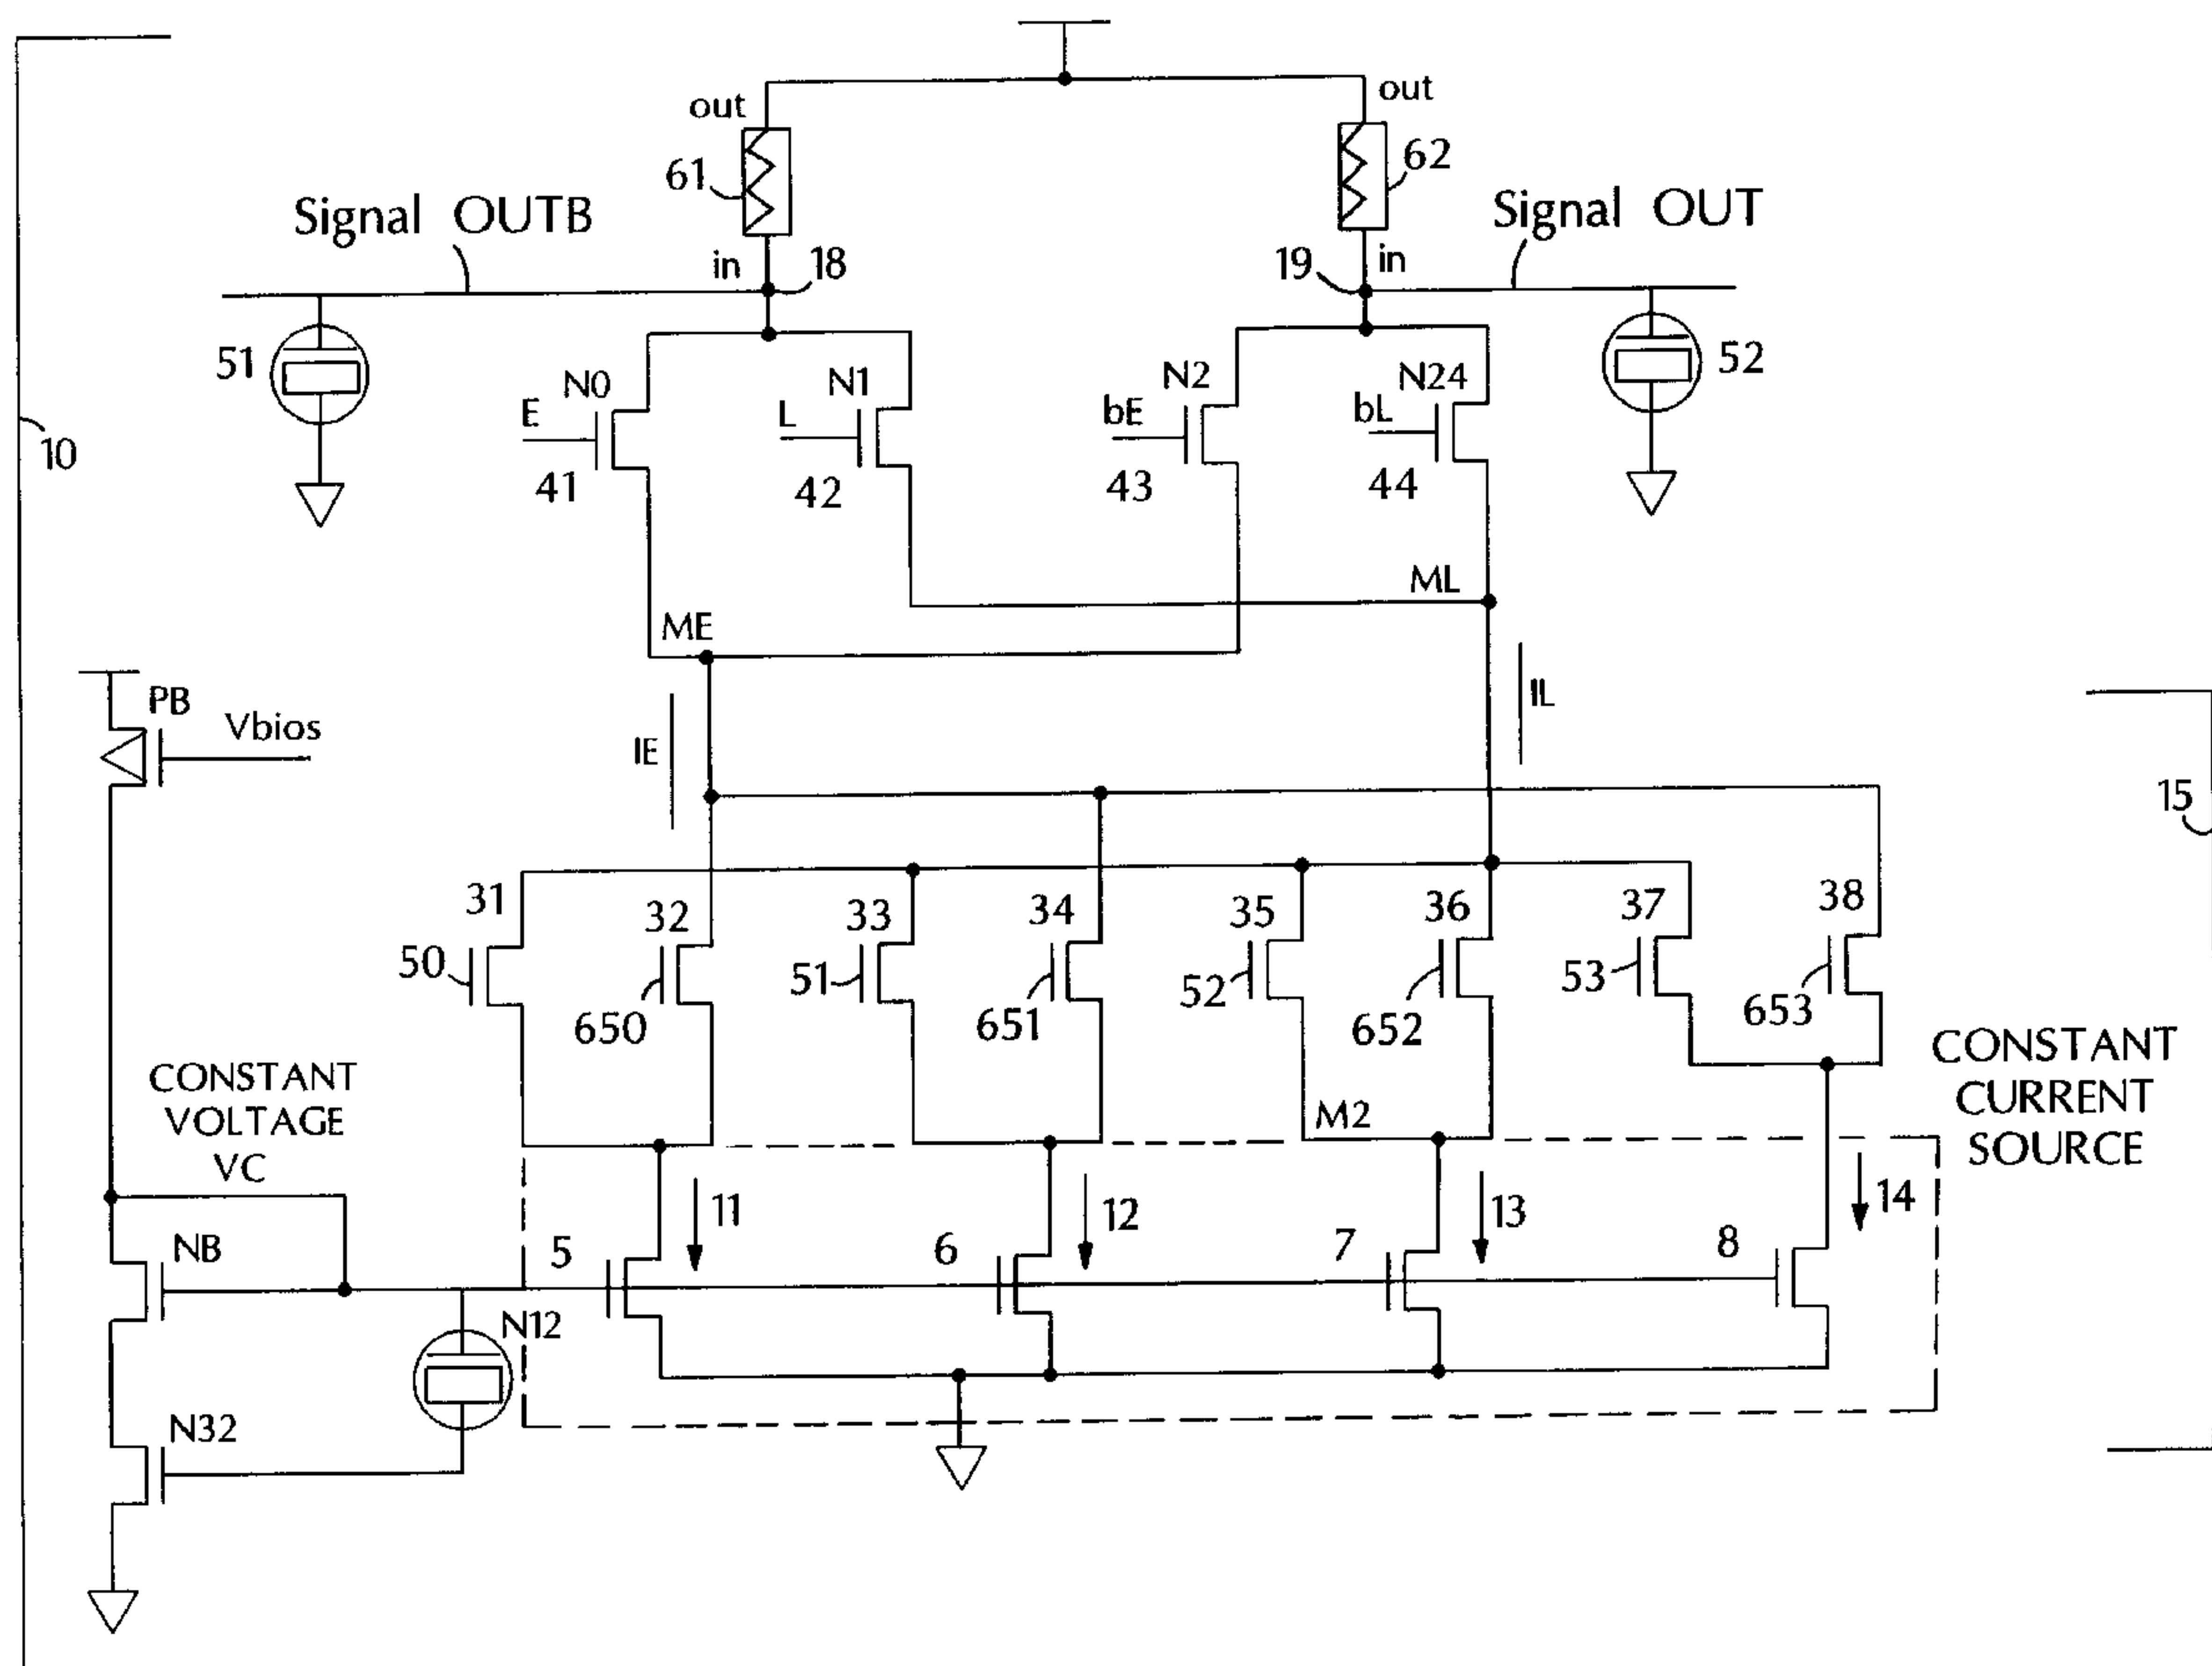 out
out
61
62
Signal OUTB
Signal OUT
in
18
19
in
51
52
N0
N1
N2
N24
E
L
bE
bL
41
42
43
44
10
ML
ME
PB
Vbios
IE
IL
15
31
32
33
34
35
36
37
38
50
650
51
651
52
652
53
653
CONSTANT
VOLTAGE
VC
M2
CONSTANT
CURRENT
SOURCE
11
12
13
14
NB
5
6
7
8
N12
N32